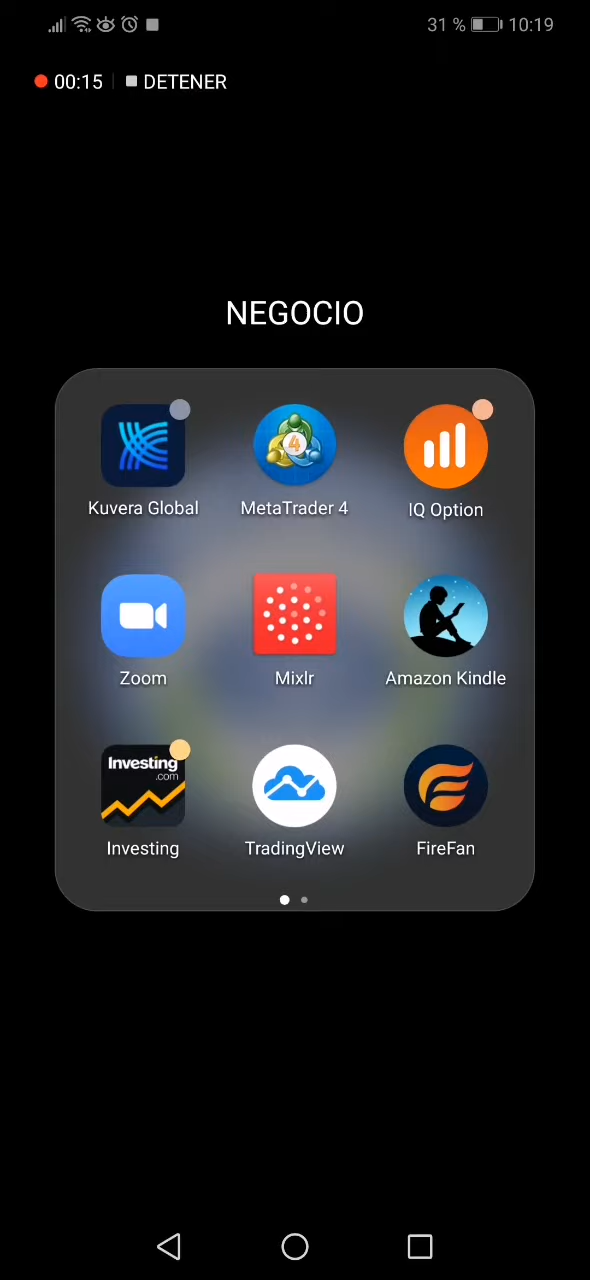 31 % 10:19
00:15 DETENER
NEGOCIO
Kuvera Global
MetaTrader 4
IQ Option
4
Zoom
Mixlr
Amazon Kindle
Investing
.com
Investing
TradingView
FireFan